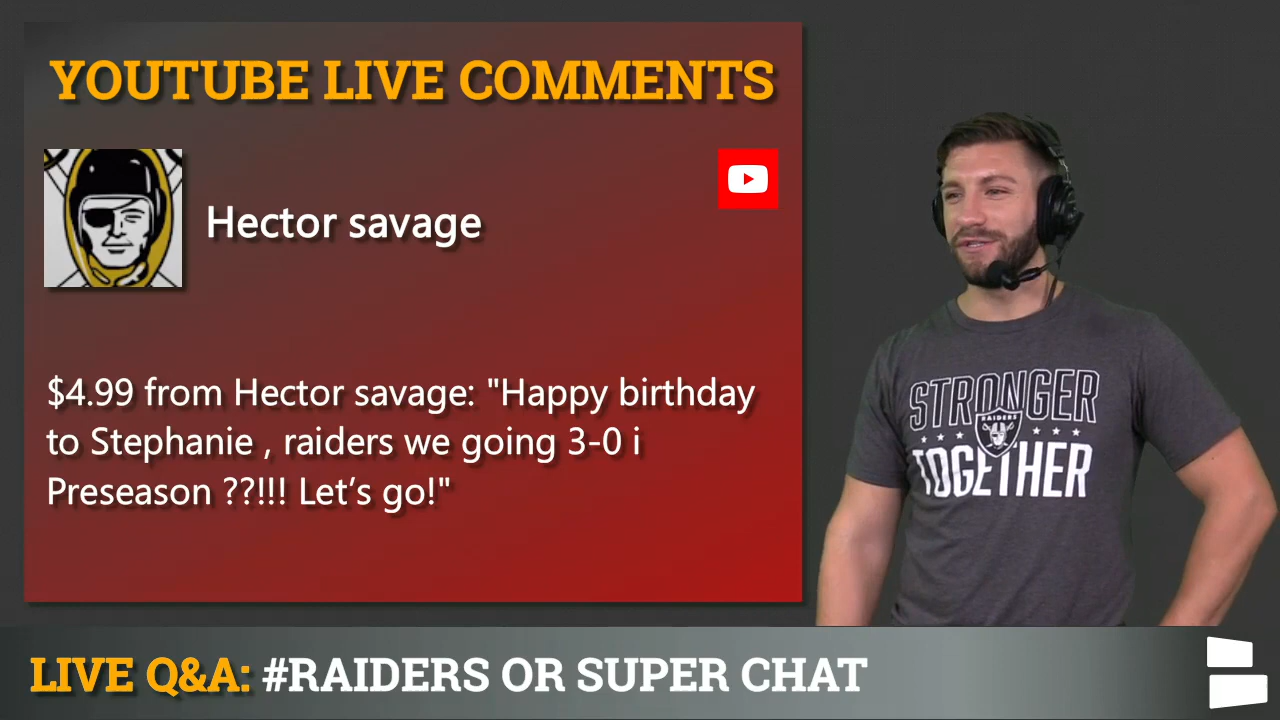 YOUTUBE LIVE COMMENTS
Hector savage
$4.99 from Hector savage: "Happy birthday
to Stephanie , raiders we going 3-0 i
Preseason ??!!! Let’s go!"
STRONGER
RAIDERS
TOGETHER
LIVE Q&A: #RAIDERS OR SUPER CHAT